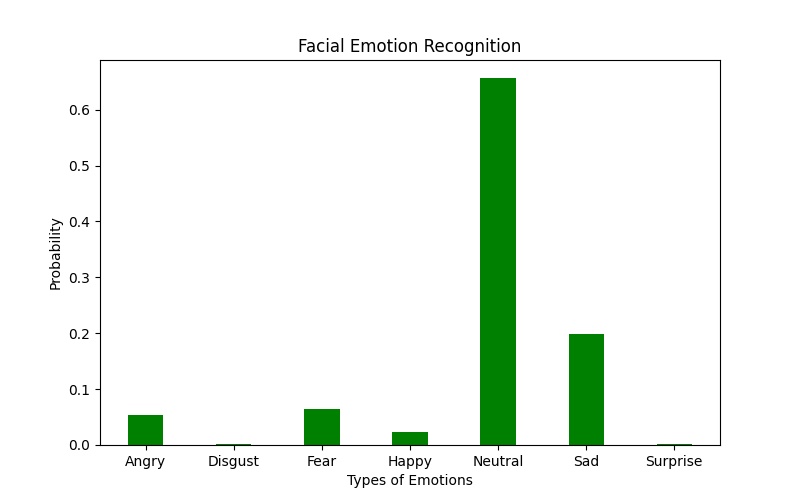 Facial Emotion Recognition
0.6
0.5
0.4
0.3
0.2
0.1
0.0
Probability
Angry Disgust Fear Happy Neutral Sad Surprise
Types of Emotions